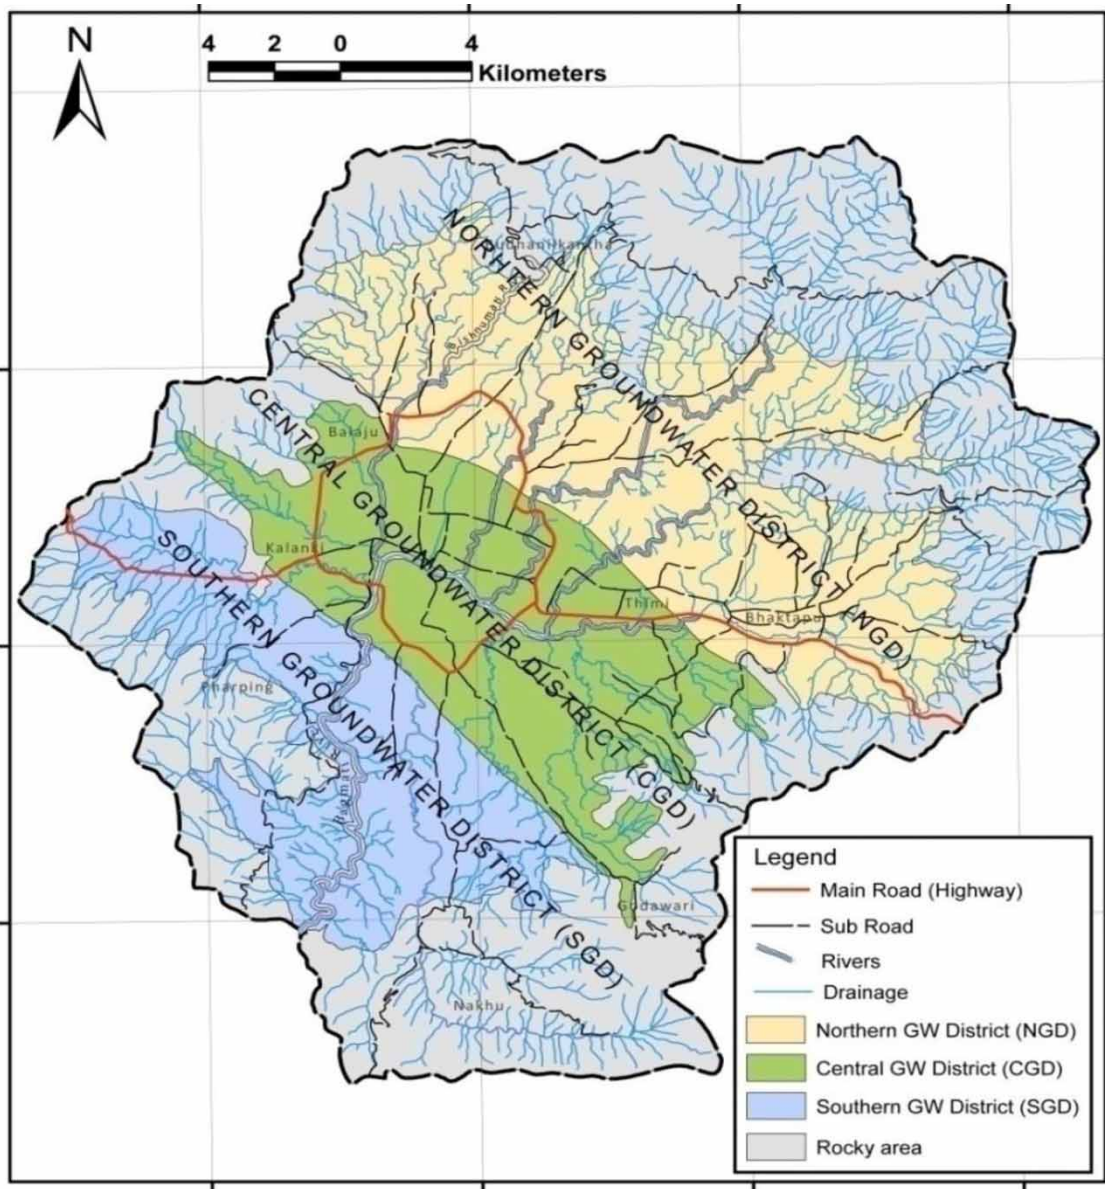 N
4 2 0 4
Kilometers
NORHTERN GROUNDWATER DISTRICT (NGD)
CENTRAL GROUNDWATER DISTRICT (CGD)
SOUTHERN GROUNDWATER DISTRICT (SGD)
Balaju
Kalanki
Thimi
Bhaktapur
Pharping
Godawari
Nakhu
Legend
Main Road (Highway)
Sub Road
Rivers
Drainage
Northern GW District (NGD)
Central GW District (CGD)
Southern GW District (SGD)
Rocky area